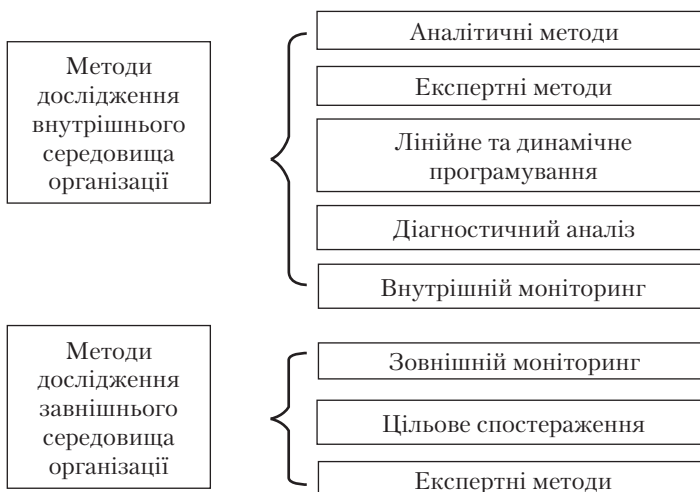 Методи
дослідження
внутрішнього
середовища
організації
Аналітичні методи
Експертні методи
Лінійне та динамічне
програмування
Діагностичний аналіз
Внутрішній моніторинг
Методи
дослідження
завнішнього
середовища
організації
Зовнішній моніторинг
Цільове спостереження
Експертні методи